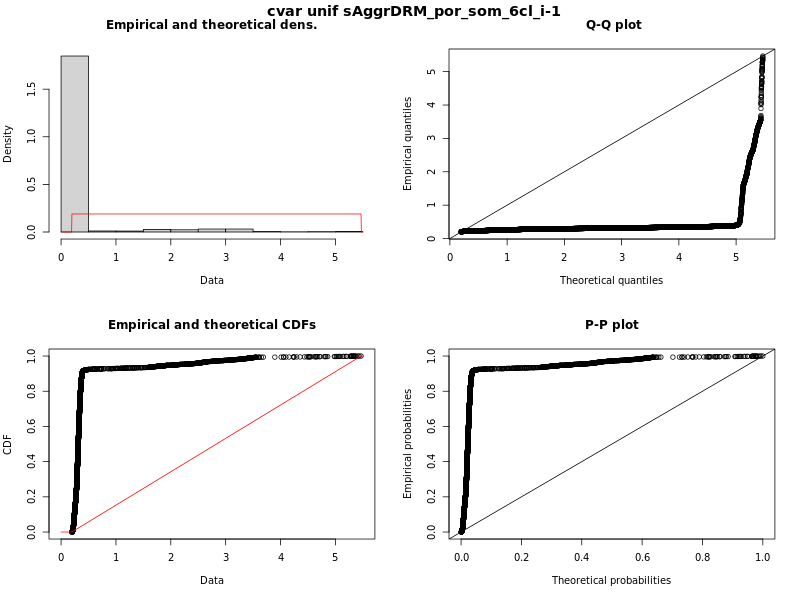 cvar unif sAggrDRM_por_som_6cl_i-1
Empirical and theoretical dens.
Density
0.0 0.5 1.0 1.5
0 1 2 3 4 5
Data
Q-Q plot
Empirical quantiles
0 1 2 3 4 5
0 1 2 3 4 5
Theoretical quantiles
Empirical and theoretical CDFs
CDF
0.0 0.2 0.4 0.6 0.8 1.0
0 1 2 3 4 5
Data
P-P plot
Empirical probabilities
0.0 0.2 0.4 0.6 0.8 1.0
0.0 0.2 0.4 0.6 0.8 1.0
Theoretical probabilities